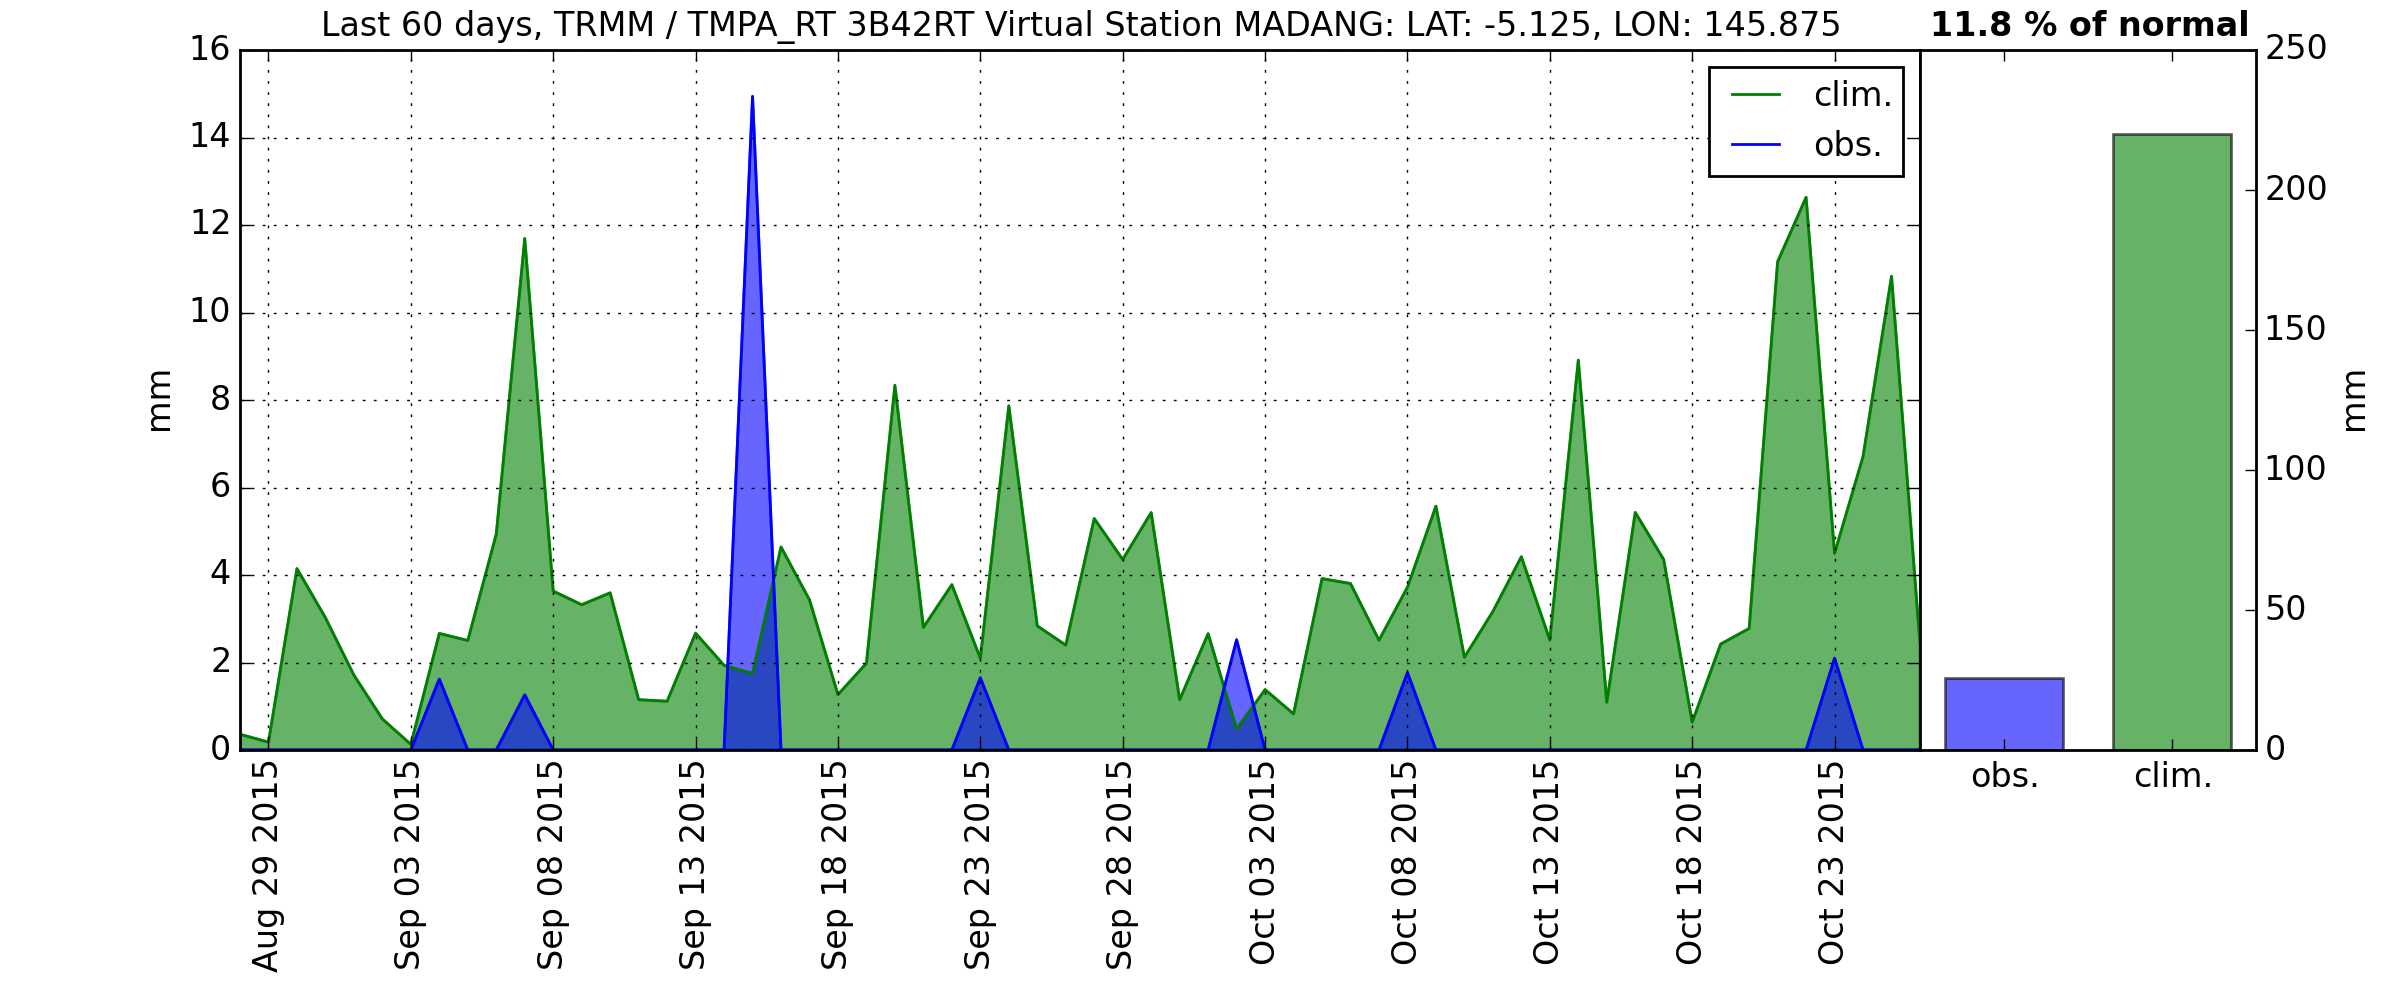 Last 60 days, TRMM / TMPA_RT 3B42RT Virtual Station MADANG: LAT: -5.125, LON: 145.875
11.8 % of normal
16
14
12
10
8
6
4
2
0
mm
clim.
obs.
Aug 29 2015
Sep 03 2015
Sep 08 2015
Sep 13 2015
Sep 18 2015
Sep 23 2015
Sep 28 2015
Oct 03 2015
Oct 08 2015
Oct 13 2015
Oct 18 2015
Oct 23 2015
250
200
150
100
50
0
mm
obs.
clim.